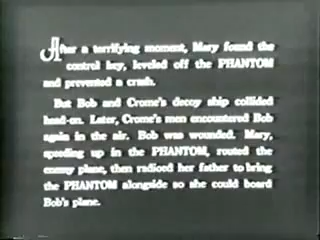 After a terrifying moment, Mary found the
control key, leveled off the PHANTOM
and prevented a crash.
But Bob and Crome's decoy ship collided
head-on. Later, Crome's men encountered Bob
again in the air. Bob was wounded. Mary,
speeding up in the PHANTOM, routed the
enemy plane, then radioed her father to bring
the PHANTOM alongside so she could board
Bob's plane.